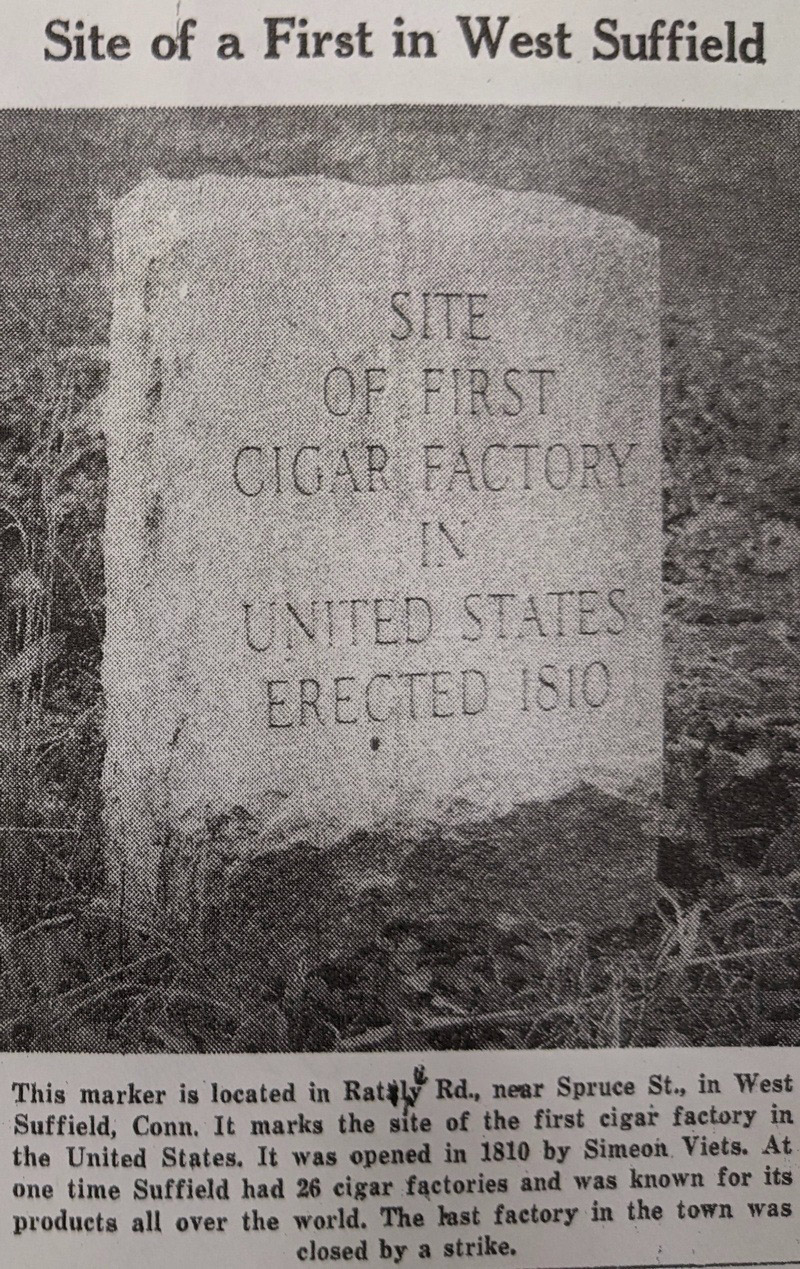 Site of a First in West Suffield
SITE
OF FIRST
CIGAR FACTORY
IN
UNITED STATES
ERECTED 1810
This marker is located in Rd., near Spruce St., in West
Suffield, Conn. It marks the site of the first cigar factory in
the United States. It was opened in 1810 by Simeon Viets. At
one time Suffield had 26 cigar factories and was known for its
products all over the world. The last factory in the town was
closed by a strike.